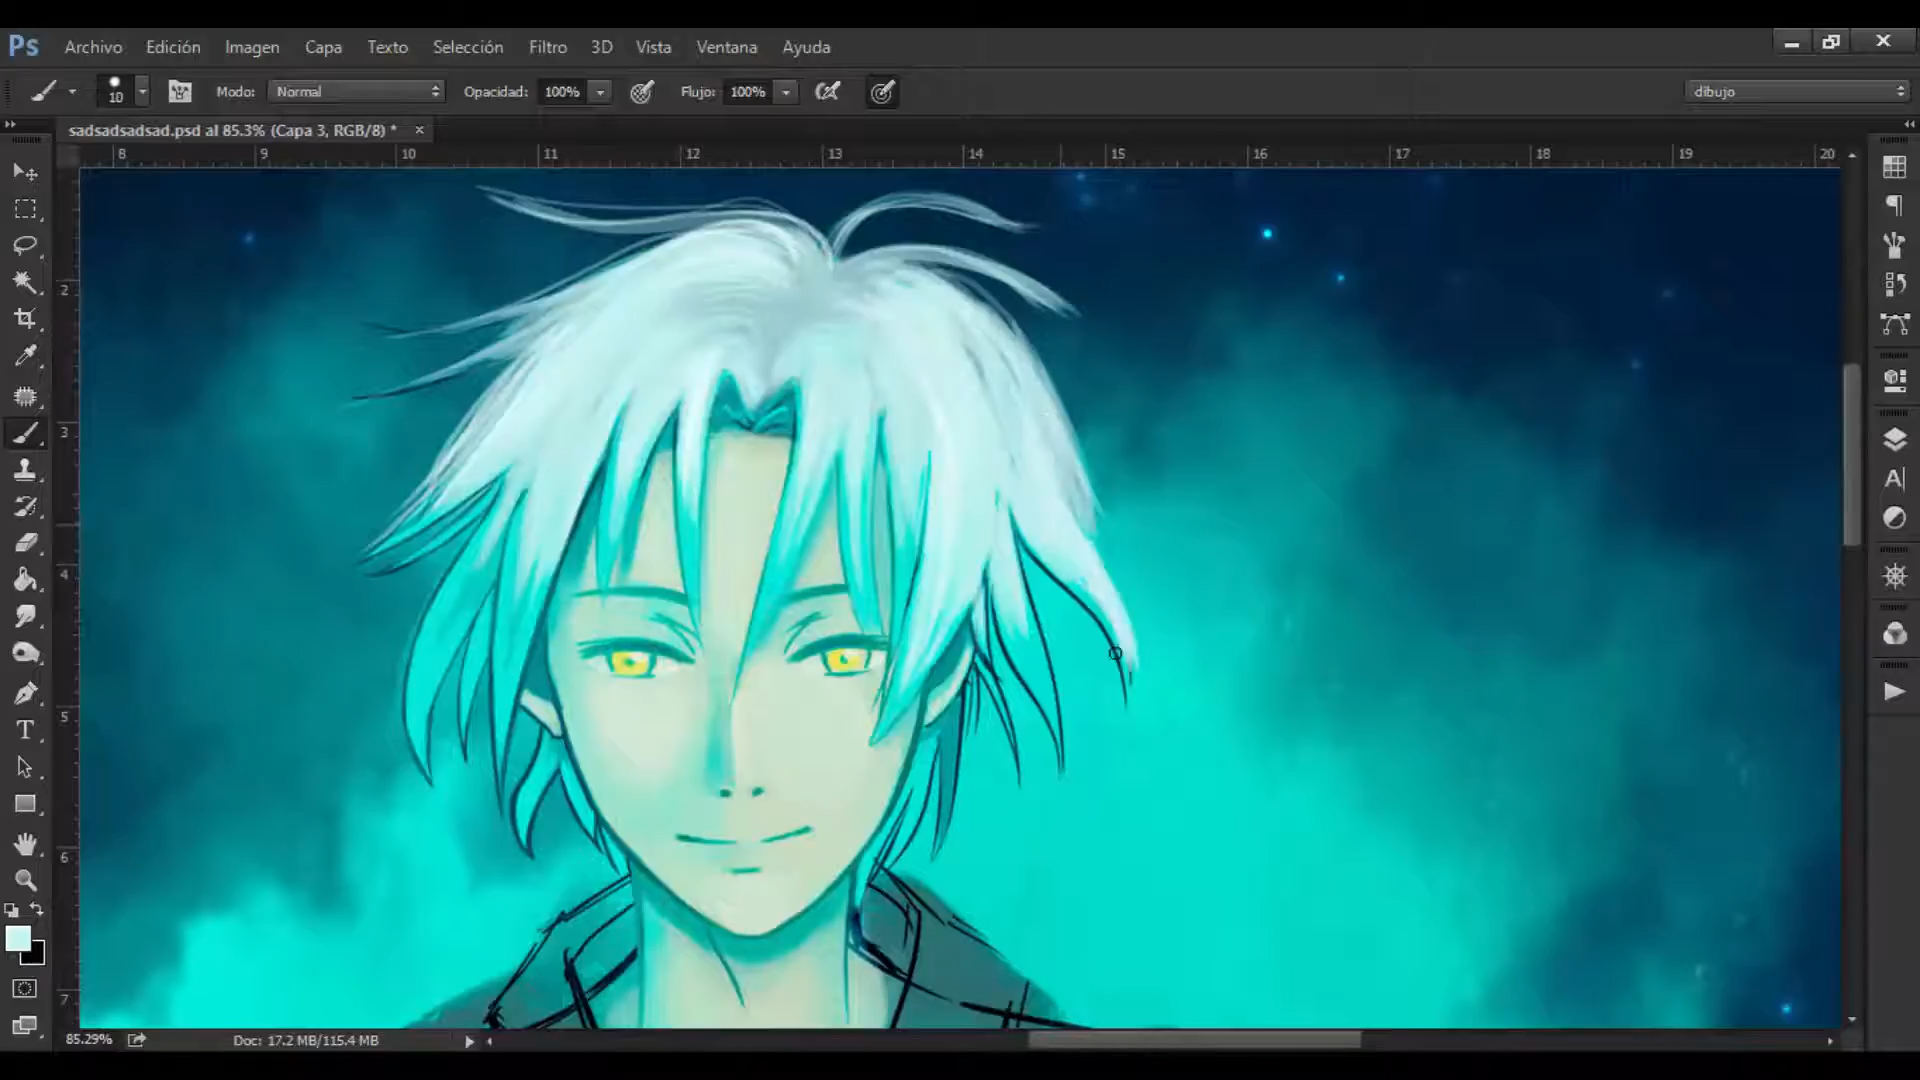 Ps Archivo Edición Imagen Capa Texto Selección Filtro 3D Vista Ventana Ayuda
10 Modo: Normal Opacidad: 100% Flujo: 100% dibujo
sadsadsadsad.psd al 85.3% (Capa 3, RGB/8) * ×
8 9 10 11 12 13 14 15 16 17 18 19 20
2
3
4
5
6
7
85.29% Doc: 17.2 MB/115.4 MB